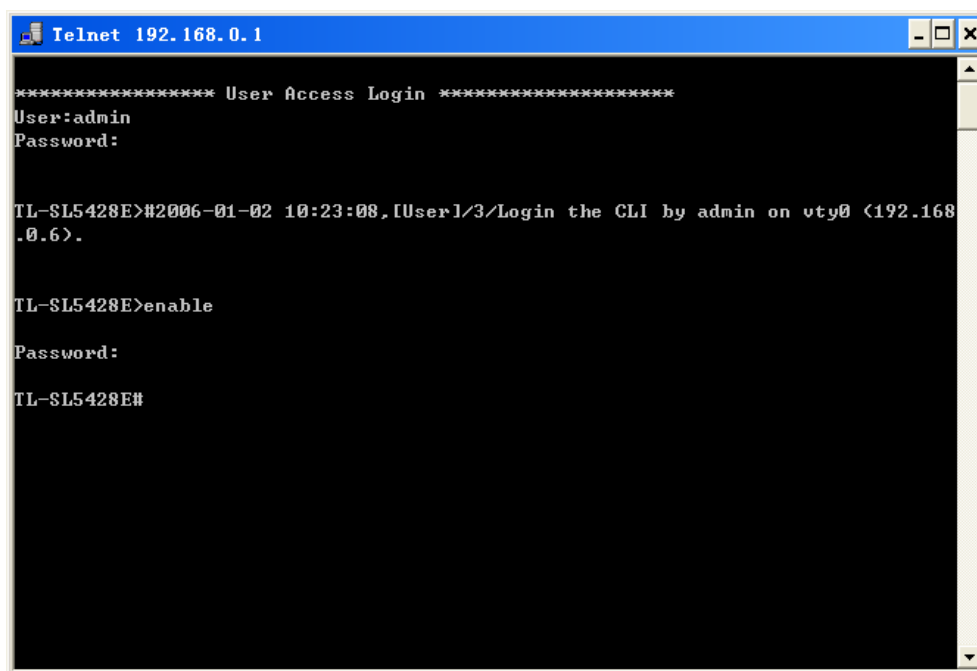 Telnet 192.168.0.1
***************** User Access Login ********************
User:admin
Password:
TL-SL5428E>#2006-01-02 10:23:08,[User]/3/Login the CLI by admin on vty0 (192.168
.0.6).
TL-SL5428E>enable
Password:
TL-SL5428E#